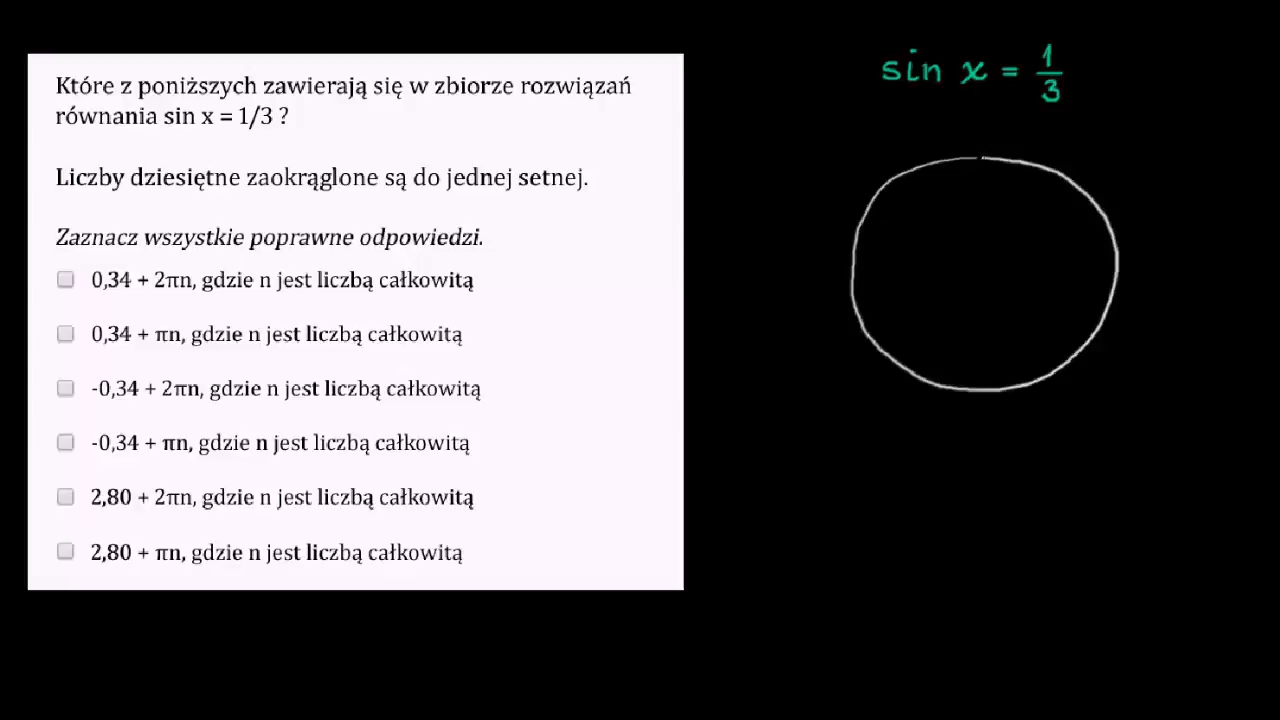 Które z poniższych zawierają się w zbiorze rozwiązań
równania sin x = 1/3 ?
Liczby dziesiętne zaokrąglone są do jednej setnej.
Zaznacz wszystkie poprawne odpowiedzi.
0,34 + 2πn, gdzie n jest liczbą całkowitą
0,34 + πn, gdzie n jest liczbą całkowitą
-0,34 + 2πn, gdzie n jest liczbą całkowitą
-0,34 + πn, gdzie n jest liczbą całkowitą
2,80 + 2πn, gdzie n jest liczbą całkowitą
2,80 + πn, gdzie n jest liczbą całkowitą
sin x = 1/3